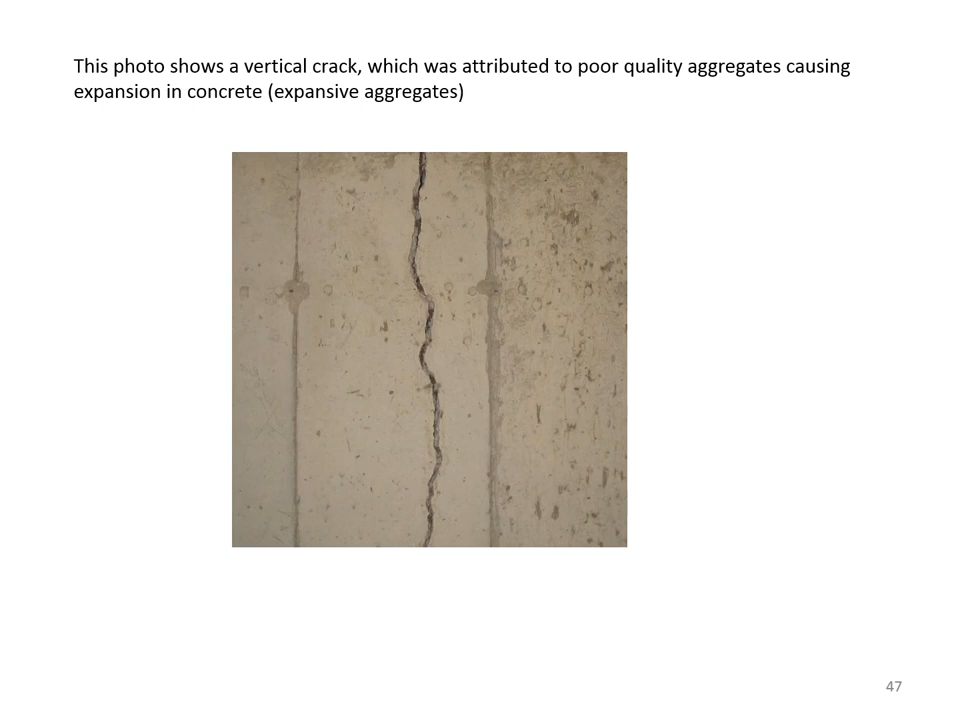 This photo shows a vertical crack, which was attributed to poor quality aggregates causing
expansion in concrete (expansive aggregates)
47